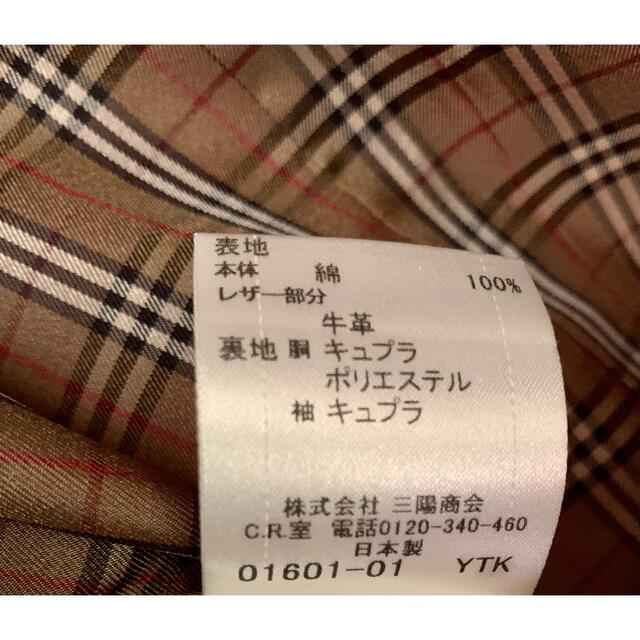 表地
本体 綿 100%
レザー部分
牛革
裏地 胴 キュプラ
ポリエステル
袖 キュプラ
株式会社 三陽商会
C.R.室 電話0120-340-460
日本製
01601-01 YTK